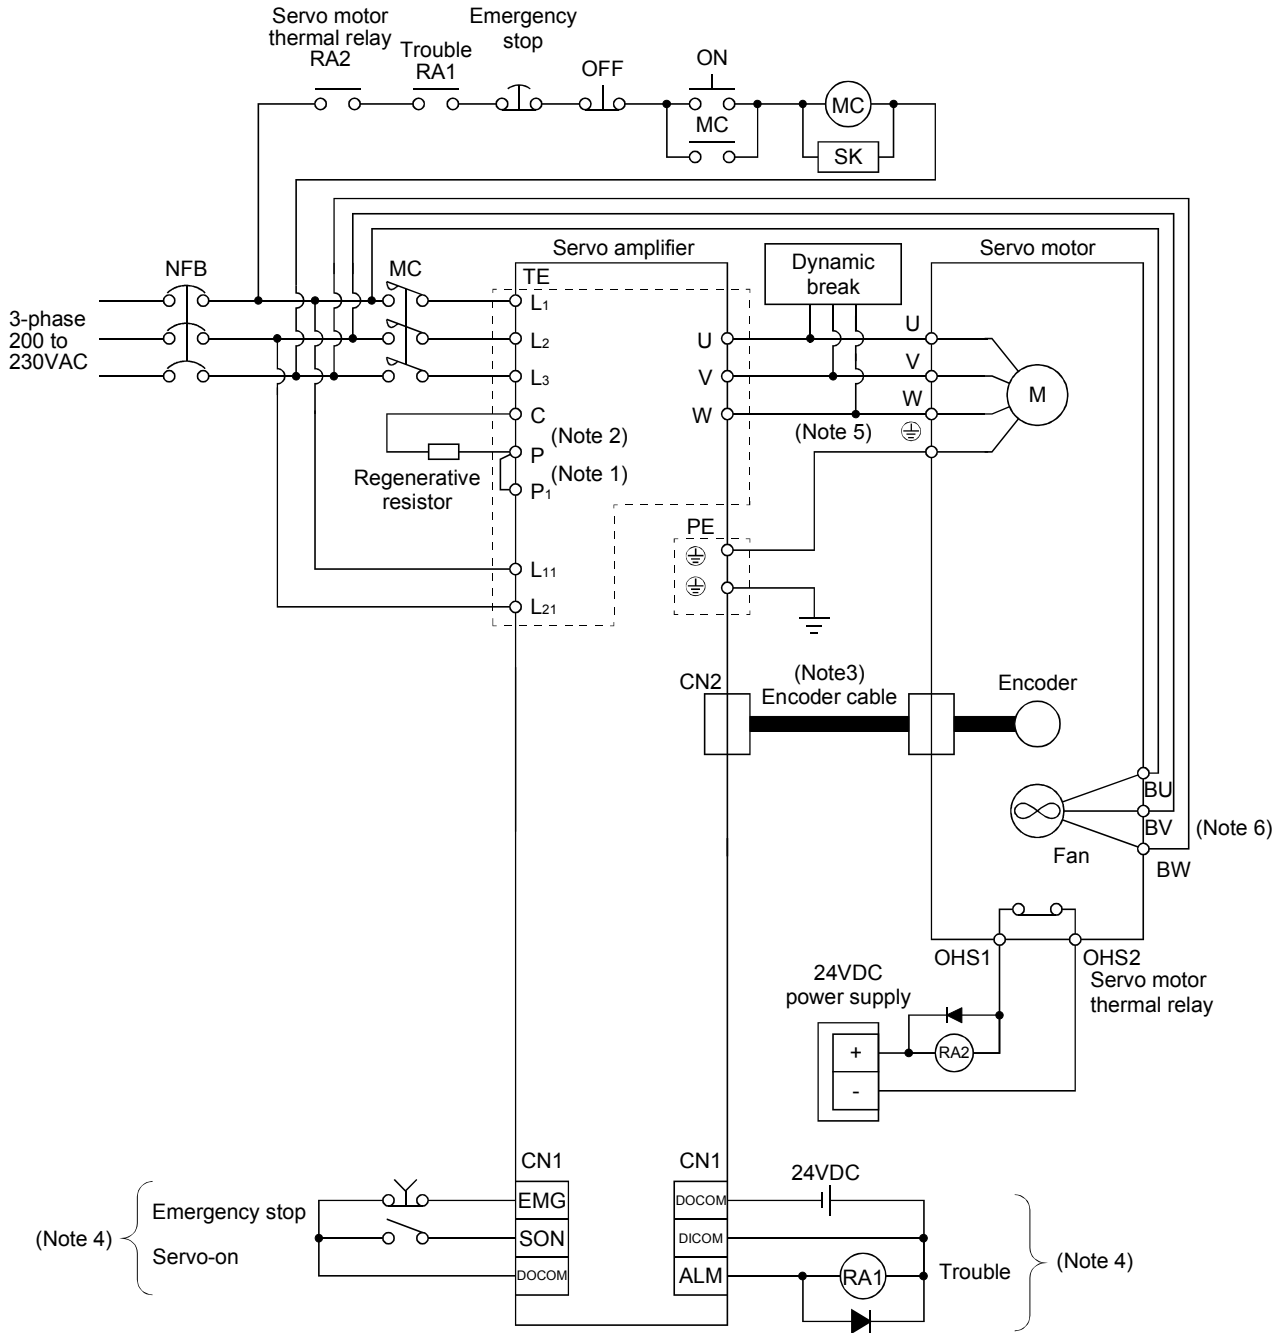 Servo motor
thermal relay
RA2
Trouble
RA1
Emergency
stop
OFF
ON
MC
MC
SK
Servo amplifier
Servo motor
Dynamic
break
NFB
MC
TE
3-phase
200 to
230VAC
L1
L2
L3
C
P
P1
(Note 2)
(Note 1)
Regenerative
resistor
L11
L21
U
V
W
U
V
W
M
(Note 5)
PE
CN2
(Note3)
Encoder cable
Encoder
BU
BV
BW
(Note 6)
Fan
OHS1
OHS2
Servo motor
thermal relay
24VDC
power supply
+
-
RA2
CN1
CN1
24VDC
(Note 4)
Emergency stop
Servo-on
EMG
SON
DOCOM
DOCOM
DICOM
ALM
RA1
Trouble
(Note 4)